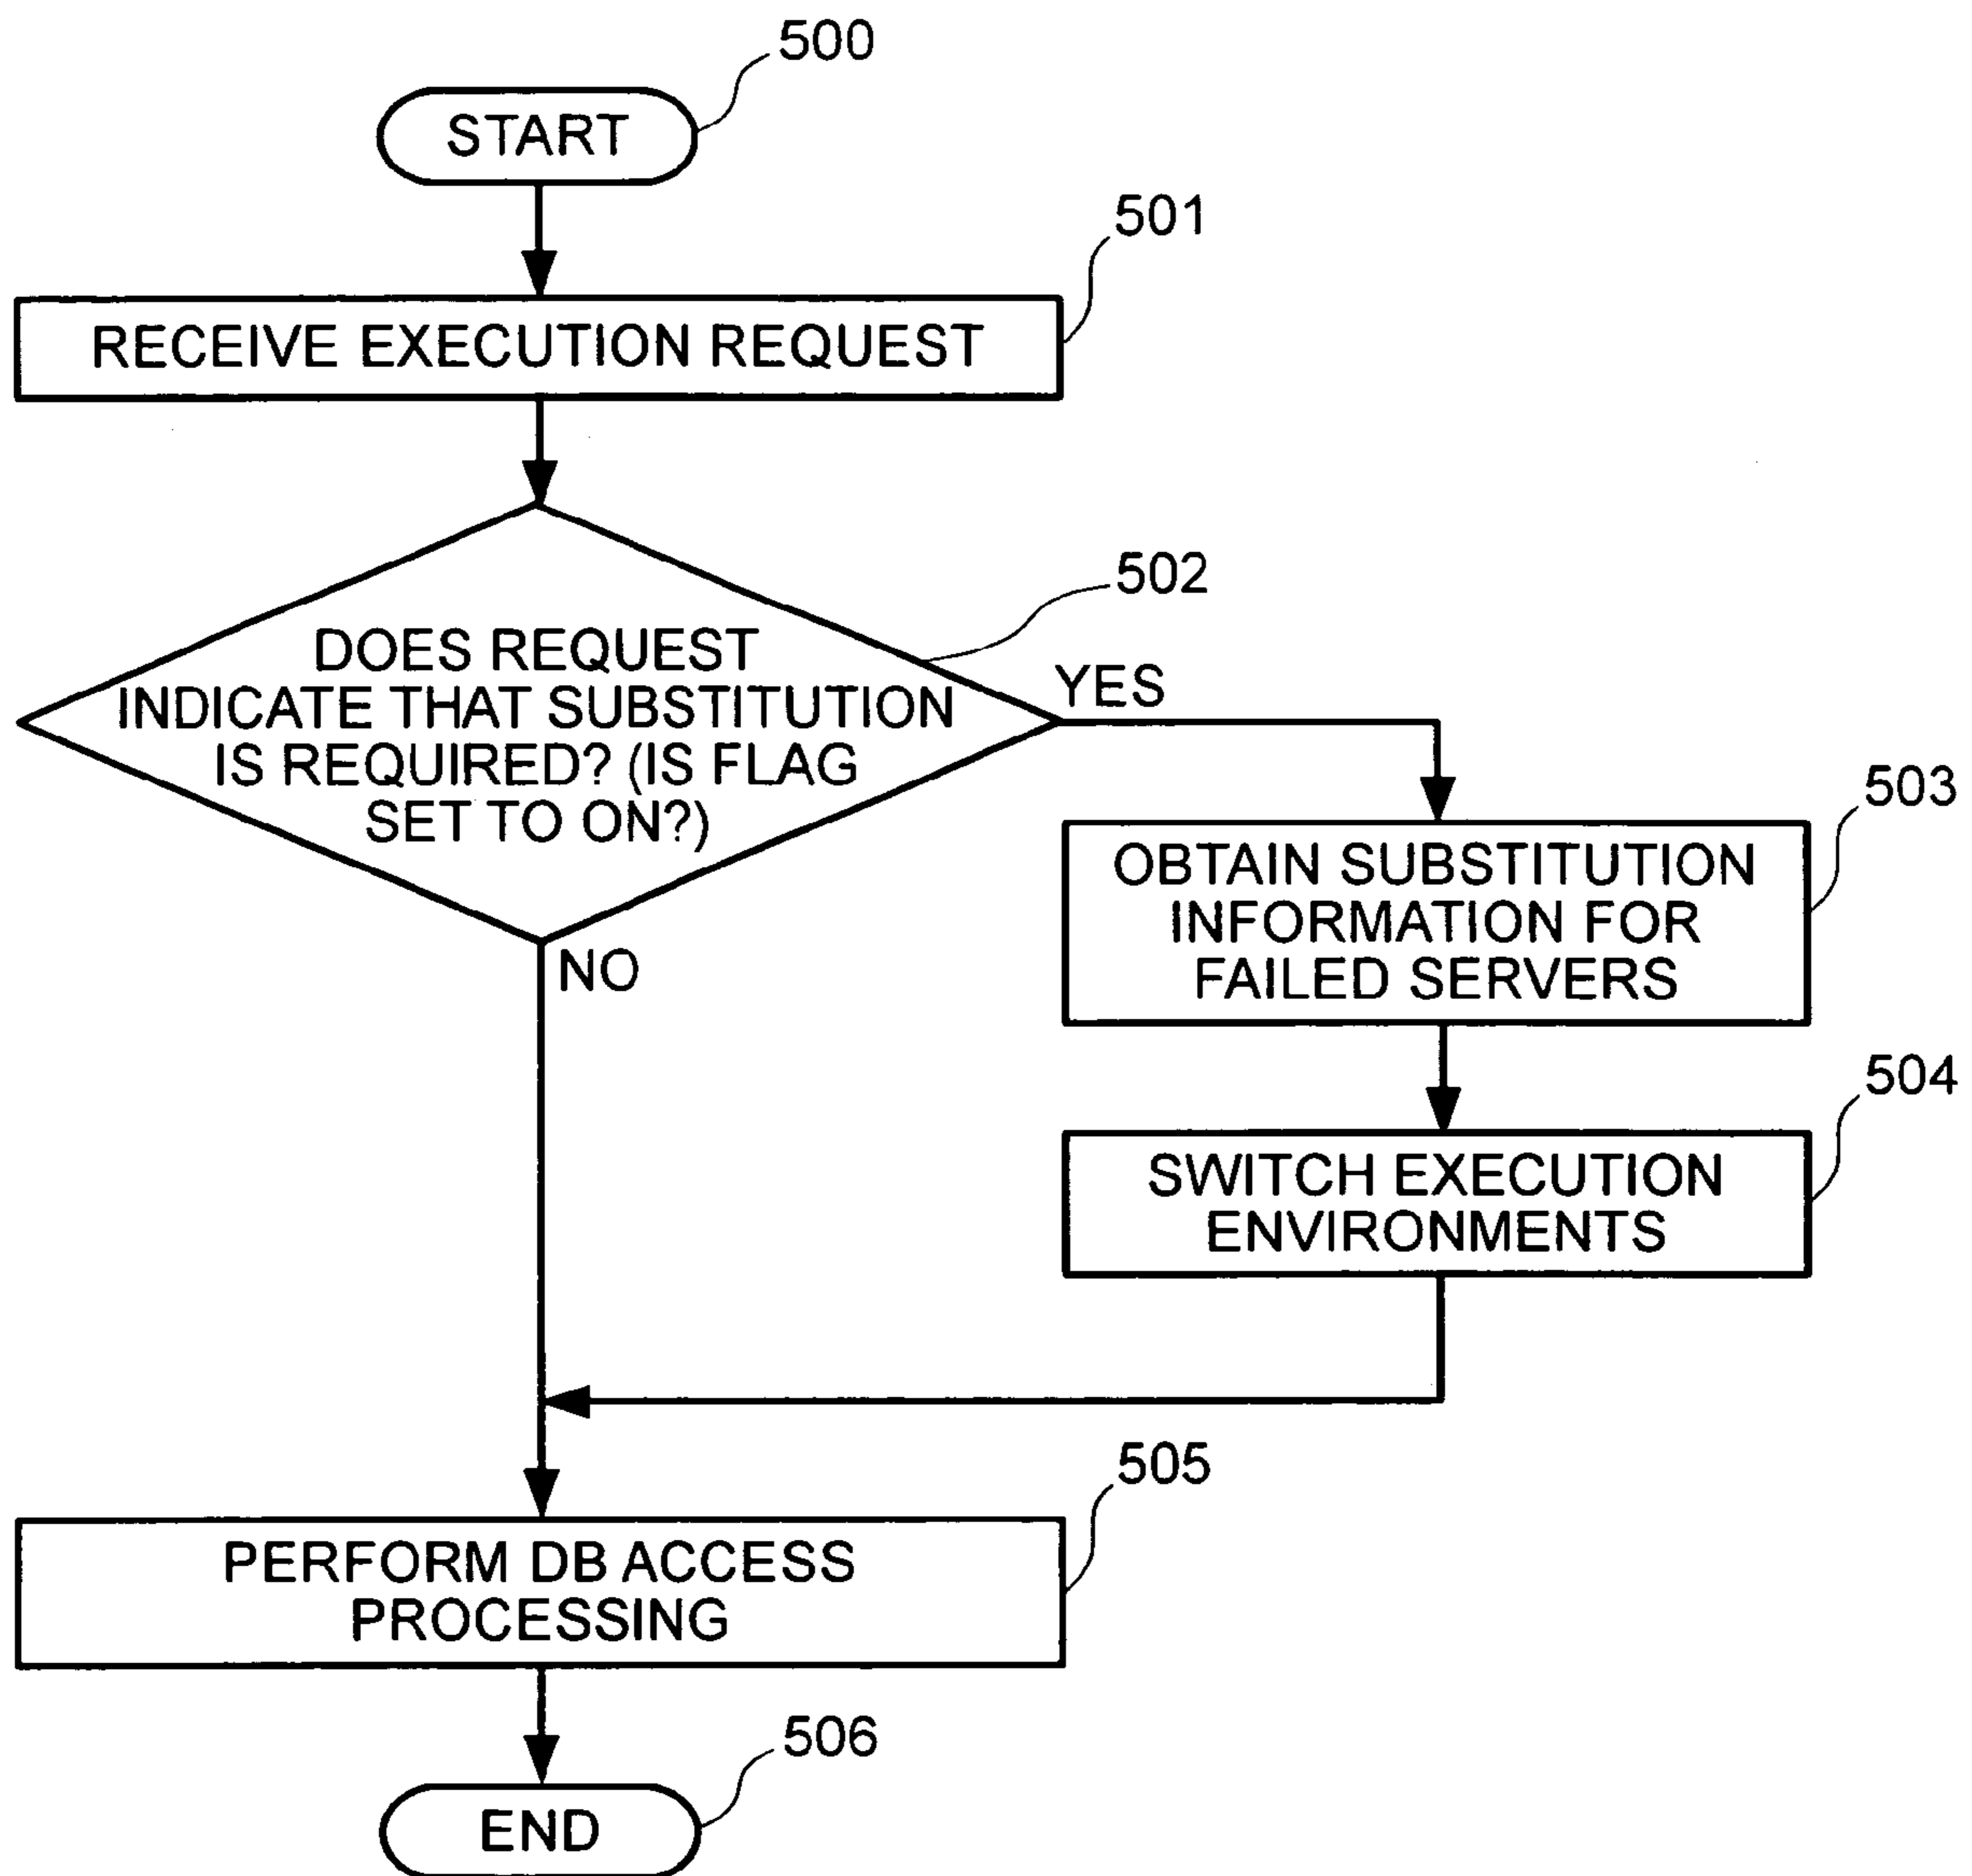 500
START
501
RECEIVE EXECUTION REQUEST
502
DOES REQUEST
INDICATE THAT SUBSTITUTION
IS REQUIRED? (IS FLAG
SET TO ON?)
YES
NO
503
OBTAIN SUBSTITUTION
INFORMATION FOR
FAILED SERVERS
504
SWITCH EXECUTION
ENVIRONMENTS
505
PERFORM DB ACCESS
PROCESSING
506
END